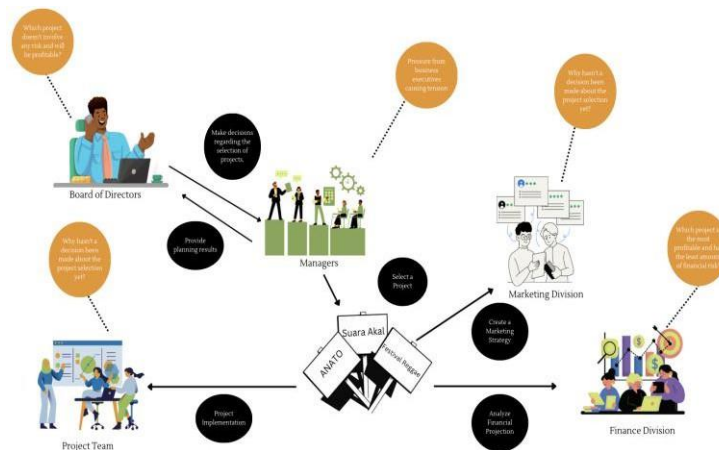 Which project
doesn't involve
any risk and will
be profitable?
Board of Directors
Make decisions
regarding the
selection of
projects.
Provide
planning results
Pressure from
business
executives
causing tension
Managers
Why hasn't a
decision been
made about the
project selection
yet?
Marketing Division
Which project is
the most
profitable and has
the least amount
of financial risk?
Finance Division
Select a
Project
Suara Akal
ANATO
Festival Reggae
Create a
Marketing
Strategy
Analyze
Financial
Projection
Project
Implementation
Why hasn't a
decision been
made about the
project selection
yet?
Project Team